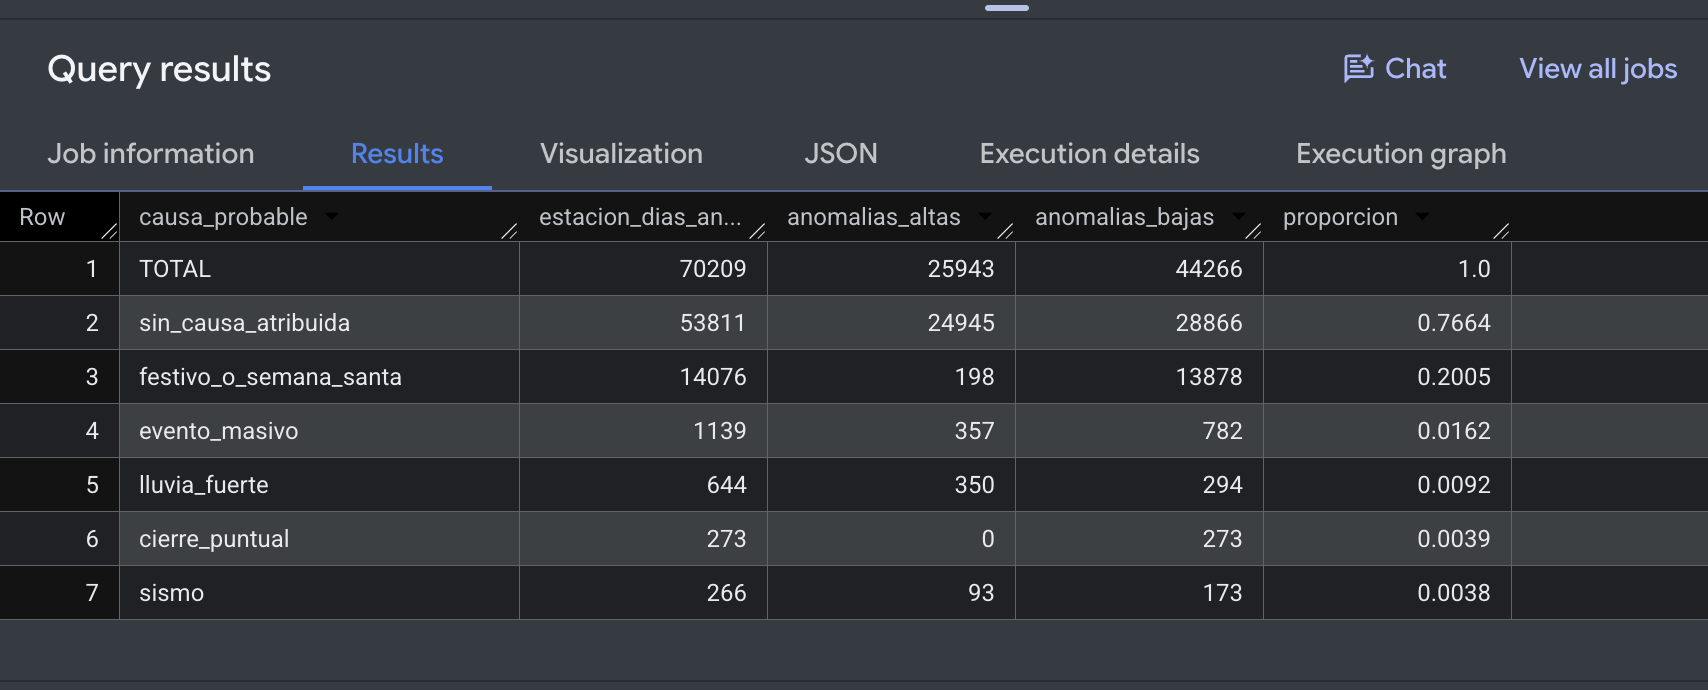 Query results
Chat
View all jobs
Job information Results Visualization JSON Execution details Execution graph
Row causa_probable estacion_dias_an... anomalias_altas anomalias_bajas proporcion
1 TOTAL 70209 25943 44266 1.0
2 sin_causa_atribuida 53811 24945 28866 0.7664
3 festivo_o_semana_santa 14076 198 13878 0.2005
4 evento_masivo 1139 357 782 0.0162
5 lluvia_fuerte 644 350 294 0.0092
6 cierre_puntual 273 0 273 0.0039
7 sismo 266 93 173 0.0038